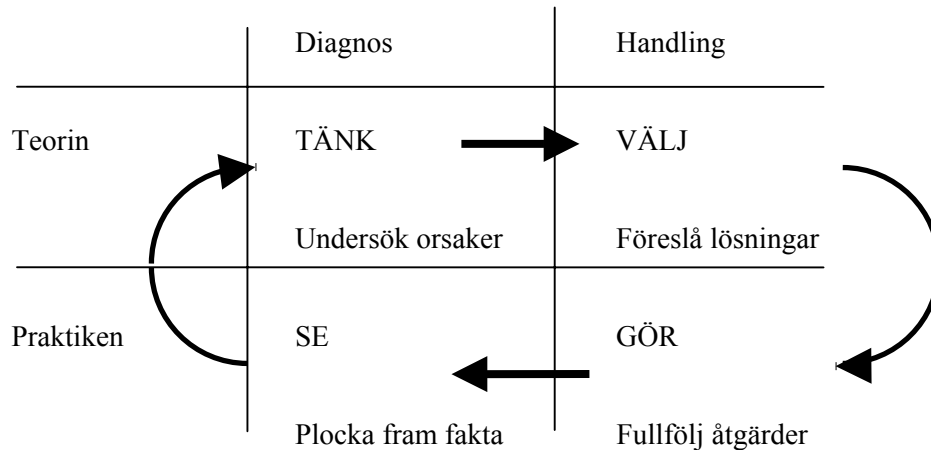 Diagnos Handling
Teorin TÄNK VÄLJ
Undersök orsaker Föreslå lösningar
Praktiken SE GÖR
Plocka fram fakta Fullfölj åtgärder